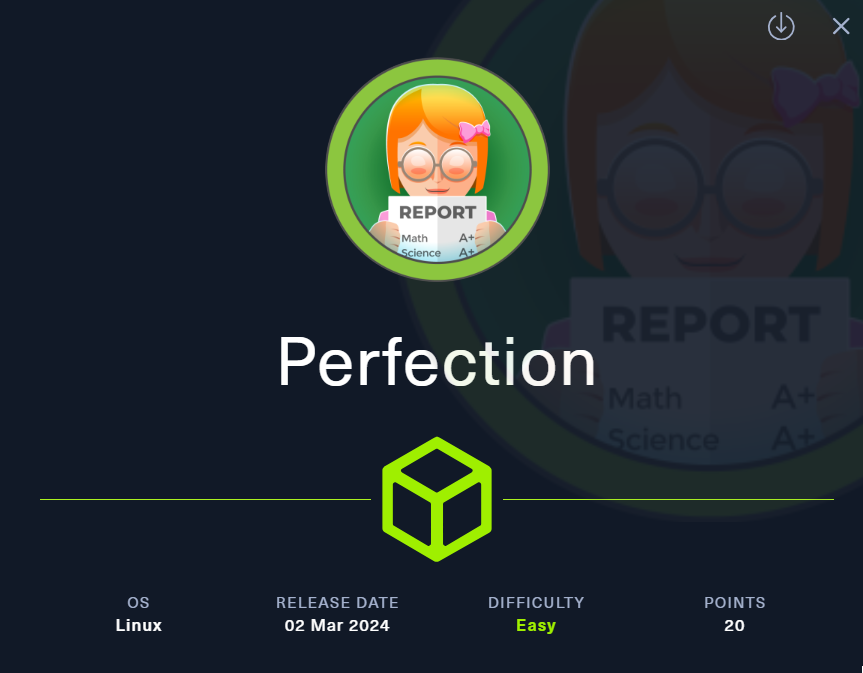 REPORT
Math A+
Science A+
REPORT
Math A+
Science A+
Perfection
OS RELEASE DATE DIFFICULTY POINTS
Linux 02 Mar 2024 Easy 20